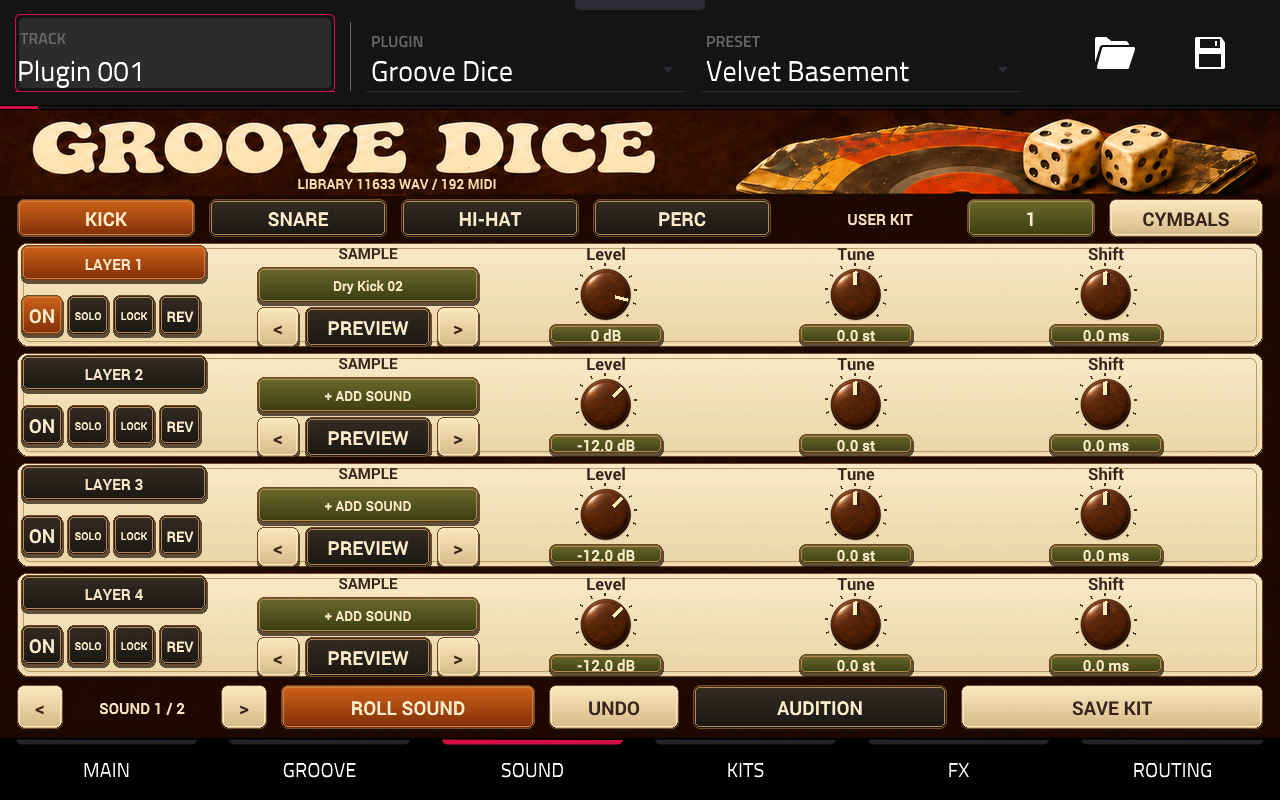 TRACK
Plugin 001
PLUGIN
Groove Dice
PRESET
Velvet Basement
GROOVE DICE
LIBRARY 11633 WAV / 192 MIDI
KICK SNARE HI-HAT PERC USER KIT 1 CYMBALS
LAYER 1
ON SOLO LOCK REV
SAMPLE
Dry Kick 02
< PREVIEW >
Level
0 dB
Tune
0.0 st
Shift
0.0 ms
LAYER 2
ON SOLO LOCK REV
SAMPLE
+ ADD SOUND
< PREVIEW >
Level
-12.0 dB
Tune
0.0 st
Shift
0.0 ms
LAYER 3
ON SOLO LOCK REV
SAMPLE
+ ADD SOUND
< PREVIEW >
Level
-12.0 dB
Tune
0.0 st
Shift
0.0 ms
LAYER 4
ON SOLO LOCK REV
SAMPLE
+ ADD SOUND
< PREVIEW >
Level
-12.0 dB
Tune
0.0 st
Shift
0.0 ms
< SOUND 1 / 2 > ROLL SOUND UNDO AUDITION SAVE KIT
MAIN GROOVE SOUND KITS FX ROUTING